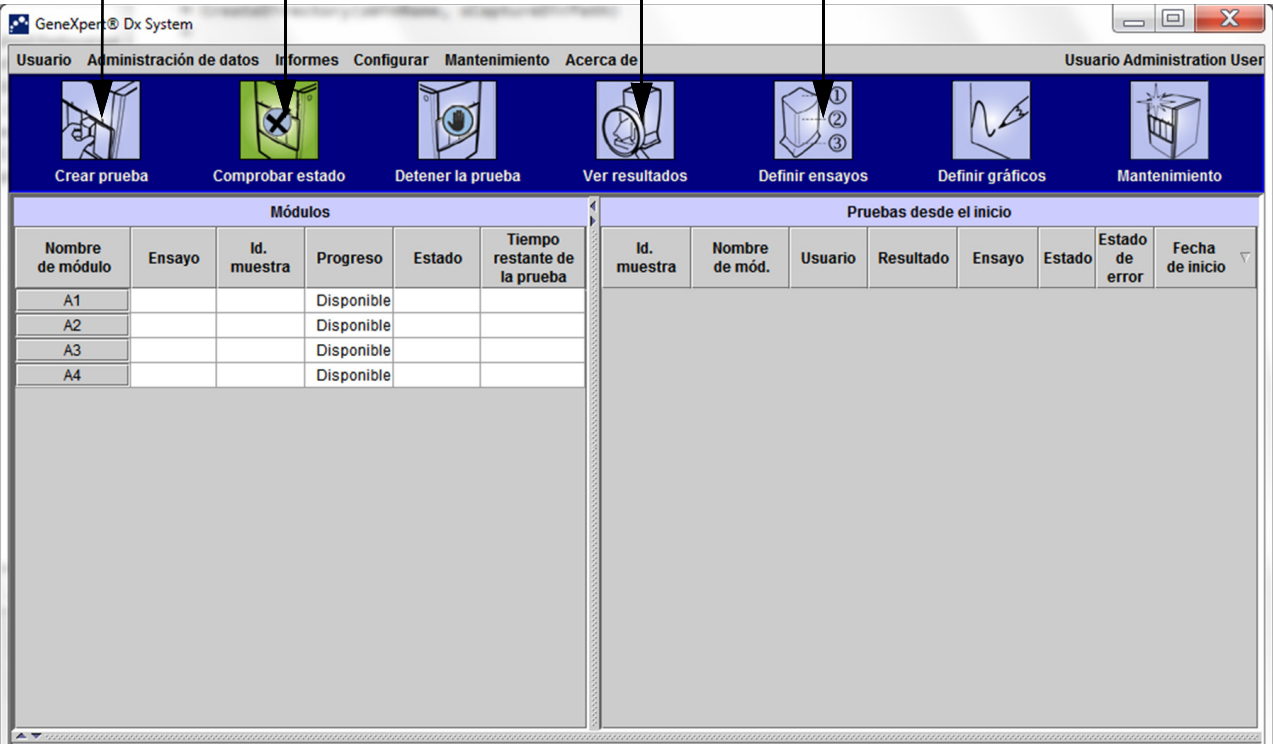 GeneXpert® Dx System
Usuario Administración de datos Informes Configurar Mantenimiento Acerca de Usuario Administration User
① 
②
③
Crear prueba Comprobar estado Detener la prueba Ver resultados Definir ensayos Definir gráficos Mantenimiento
Módulos
Nombre de módulo Ensayo Id. muestra Progreso Estado Tiempo restante de la prueba
A1 Disponible
A2 Disponible
A3 Disponible
A4 Disponible
Pruebas desde el inicio
Id. muestra Nombre de mód. Usuario Resultado Ensayo Estado Estado de error Fecha de inicio